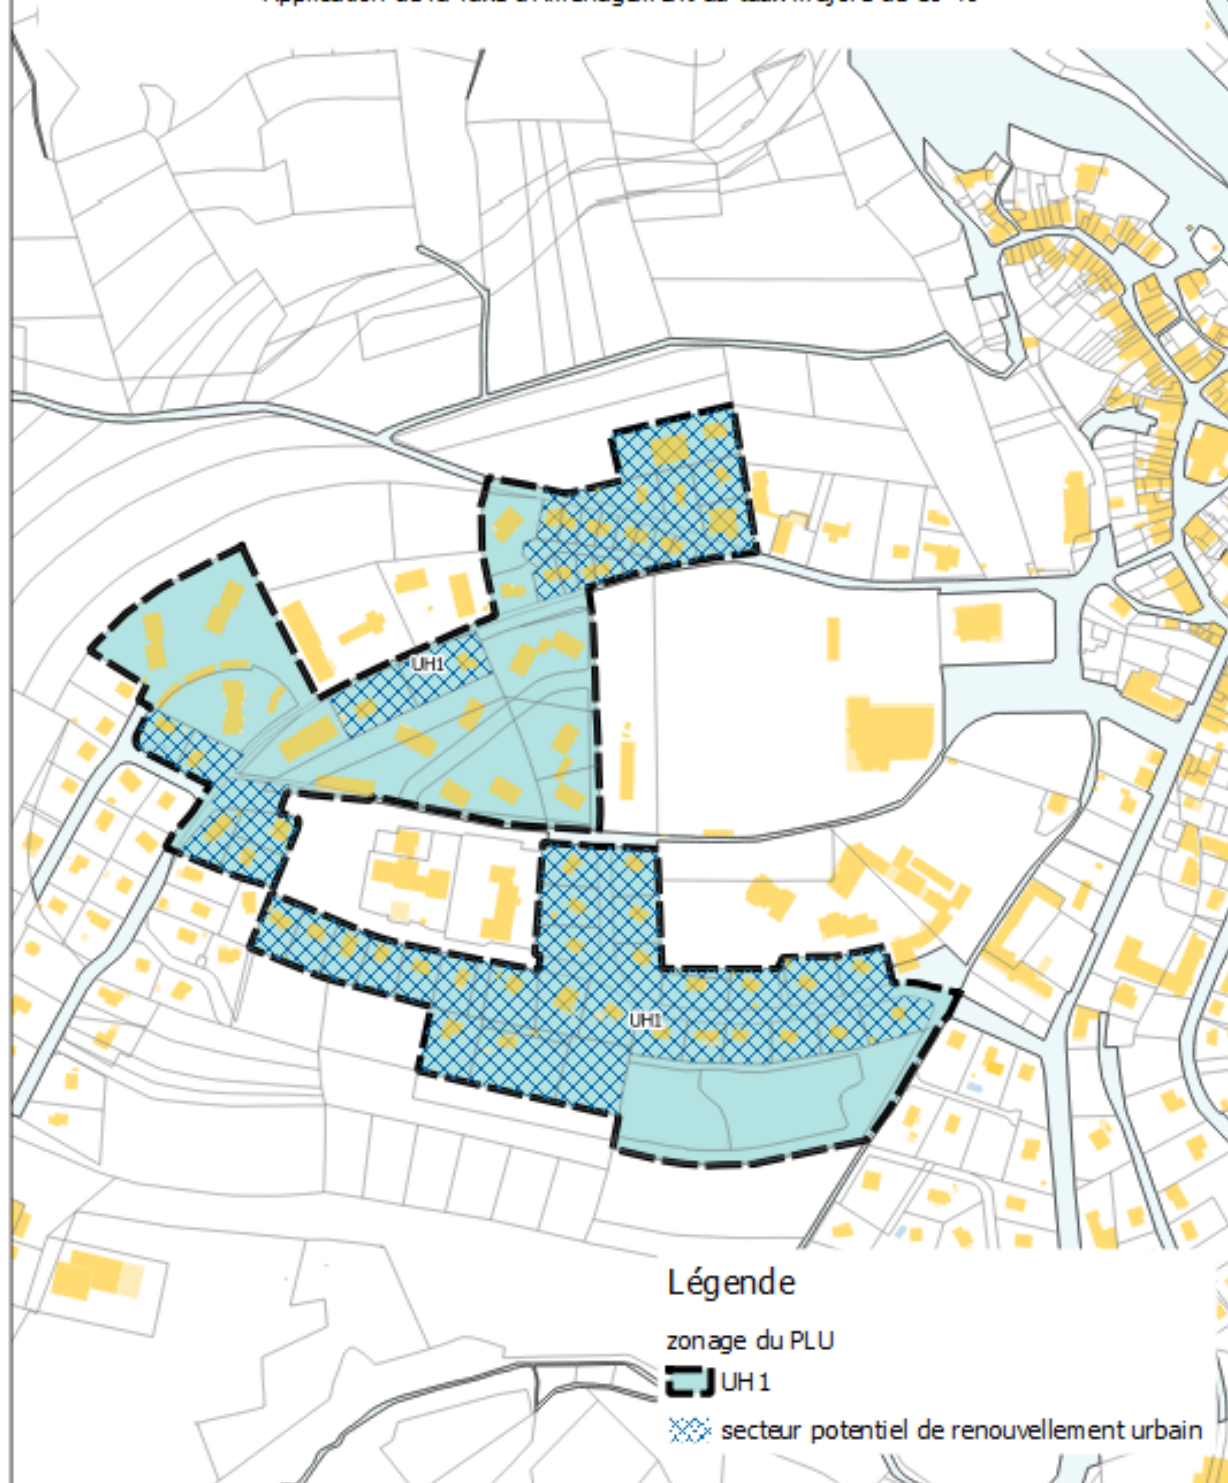 UH1
UH1
Légende
zonage du PLU
UH 1
secteur potentiel de renouvellement urbain